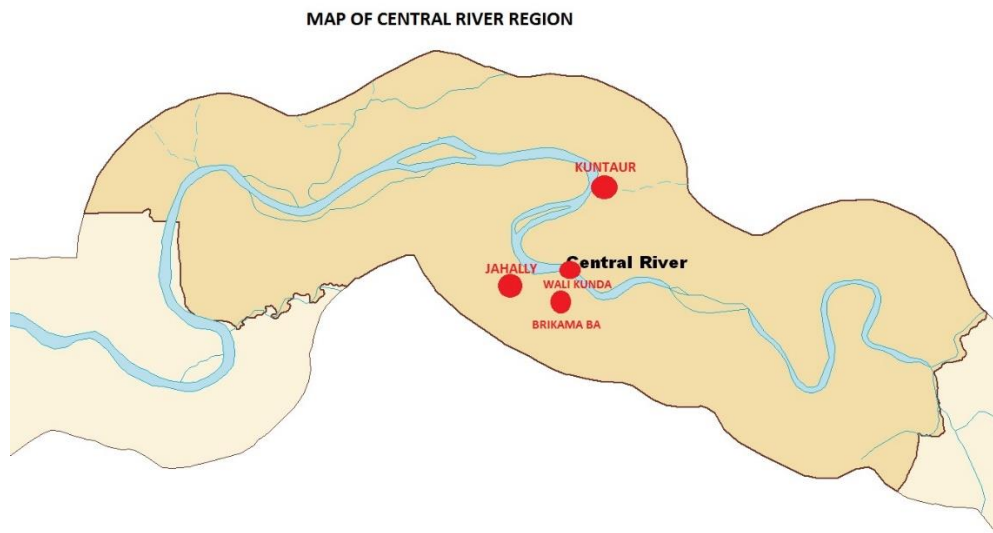 MAP OF CENTRAL RIVER REGION
KUNTAUR
Central River
JAHALLY
WALI KUNDA
BRIKAMA BA